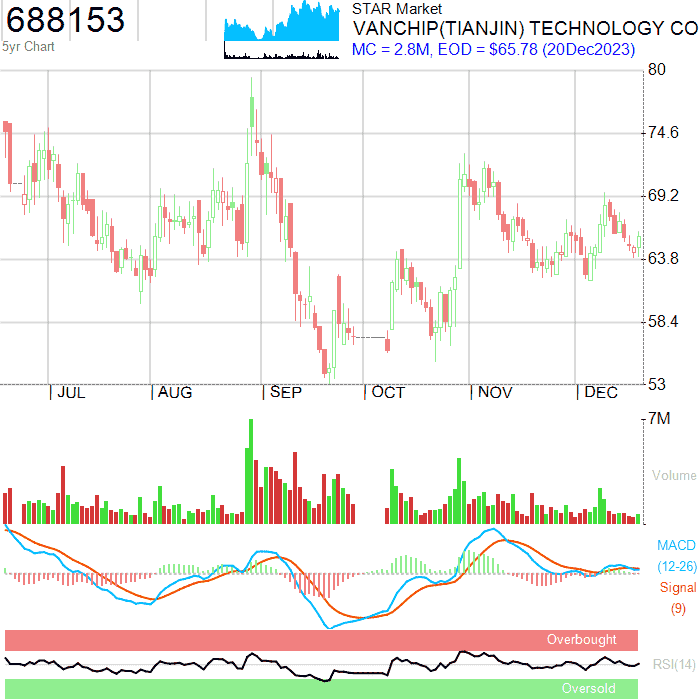 688153
5yr Chart
STAR Market
VANCHIP(TIANJIN) TECHNOLOGY CO
MC = 2.8M, EOD = $65.78 (20Dec2023)
80
74.6
69.2
63.8
58.4
53
JUL AUG SEP OCT NOV DEC
7M
Volume
MACD
(12-26)
Signal
(9)
Overbought
RSI(14)
Oversold